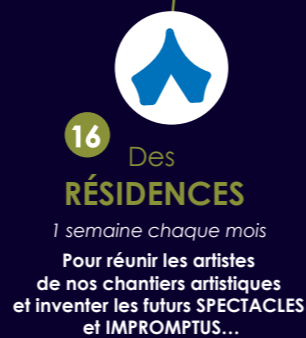 16
Des
RÉSIDENCES
1 semaine chaque mois
Pour réunir les artistes
de nos chantiers artistiques
et inventer les futurs SPECTACLES
et IMPROMPTUS...